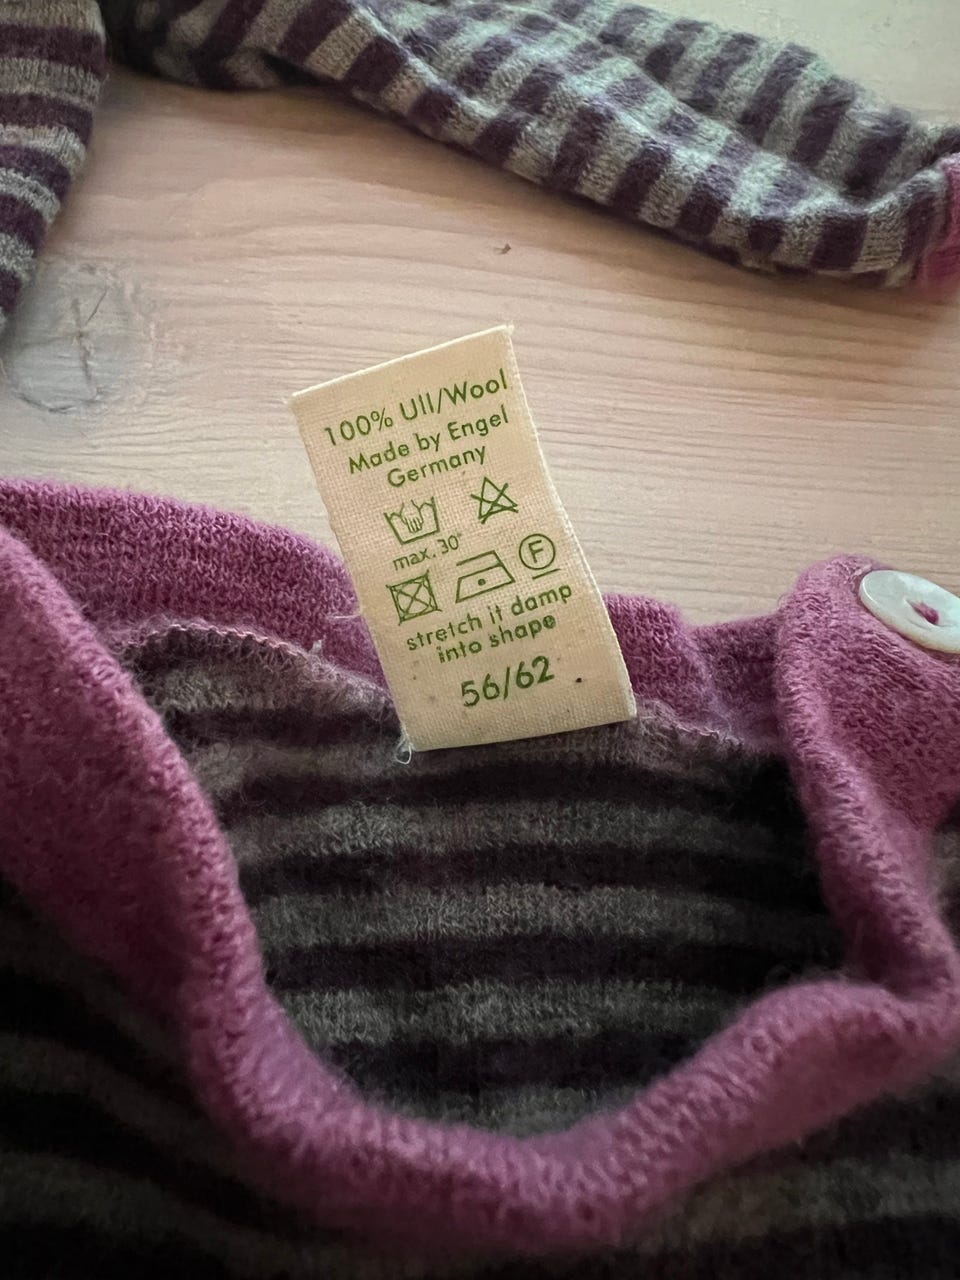 100% Ull/Wool
Made by Engel
Germany
max. 30°
F
stretch it damp
into shape
56/62